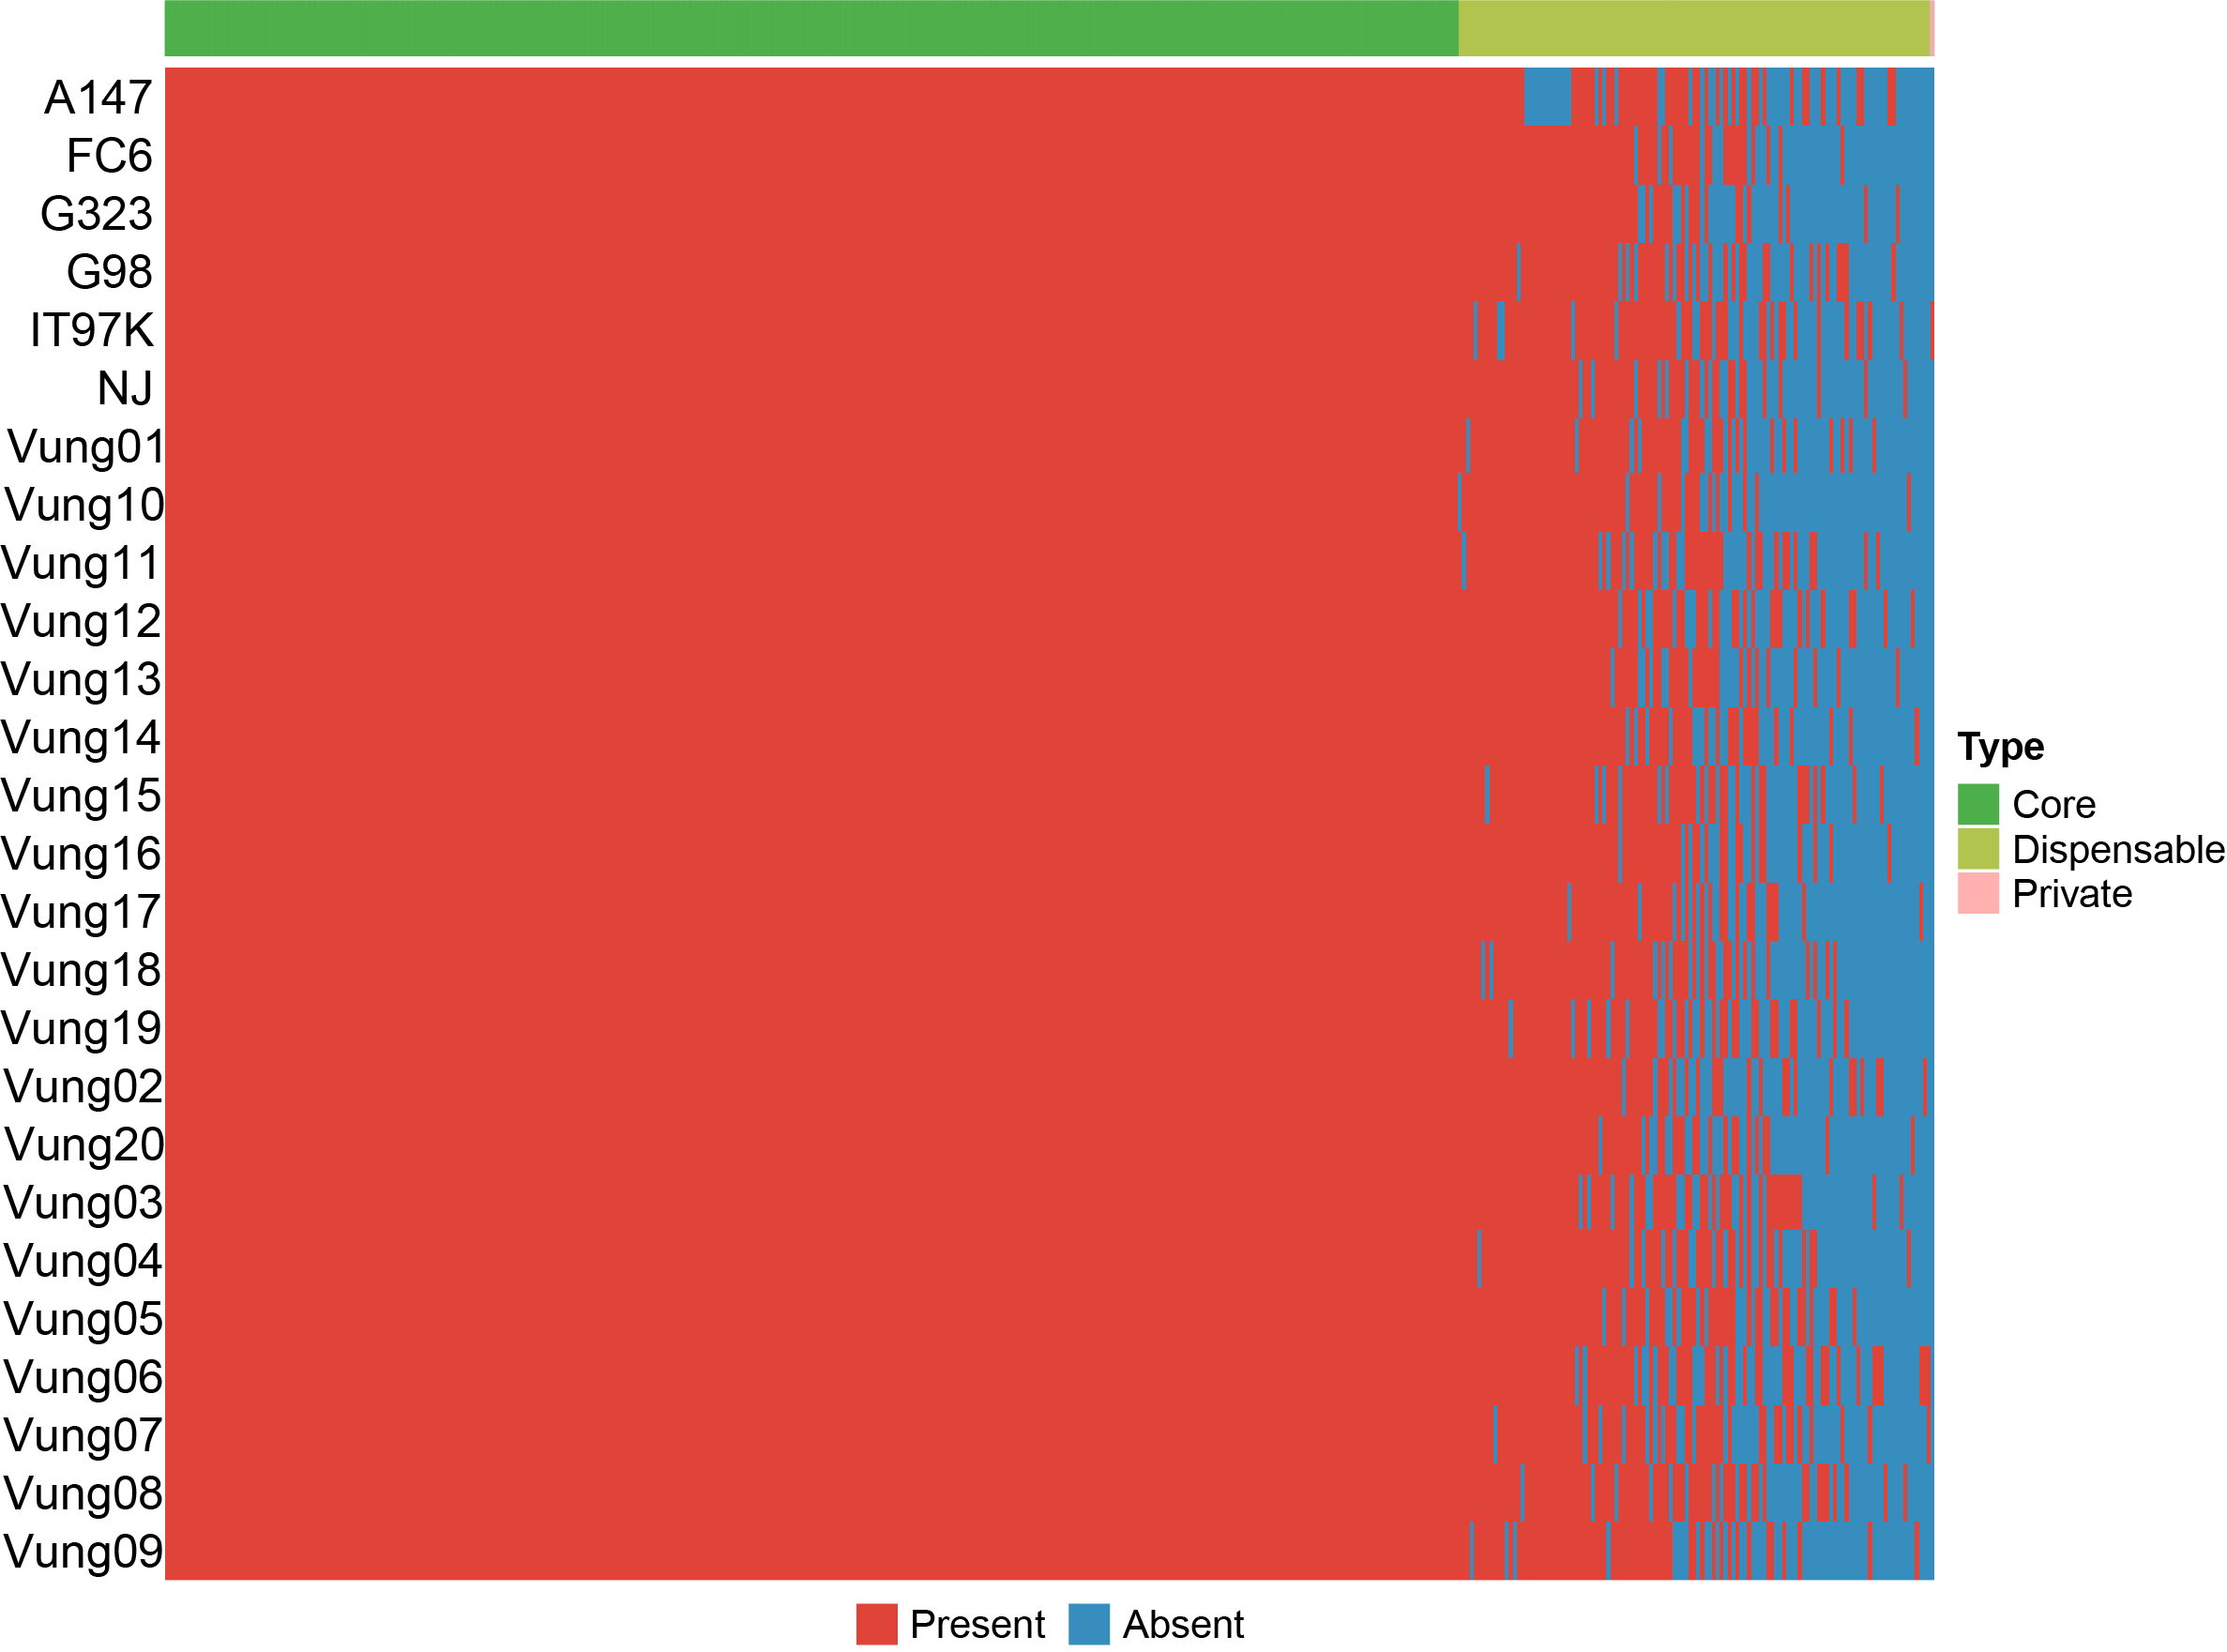 A147
FC6
G323
G98
IT97K
NJ
Vung01
Vung10
Vung11
Vung12
Vung13
Vung14
Vung15
Vung16
Vung17
Vung18
Vung19
Vung02
Vung20
Vung03
Vung04
Vung05
Vung06
Vung07
Vung08
Vung09
Type
Core
Dispensable
Private
Present Absent